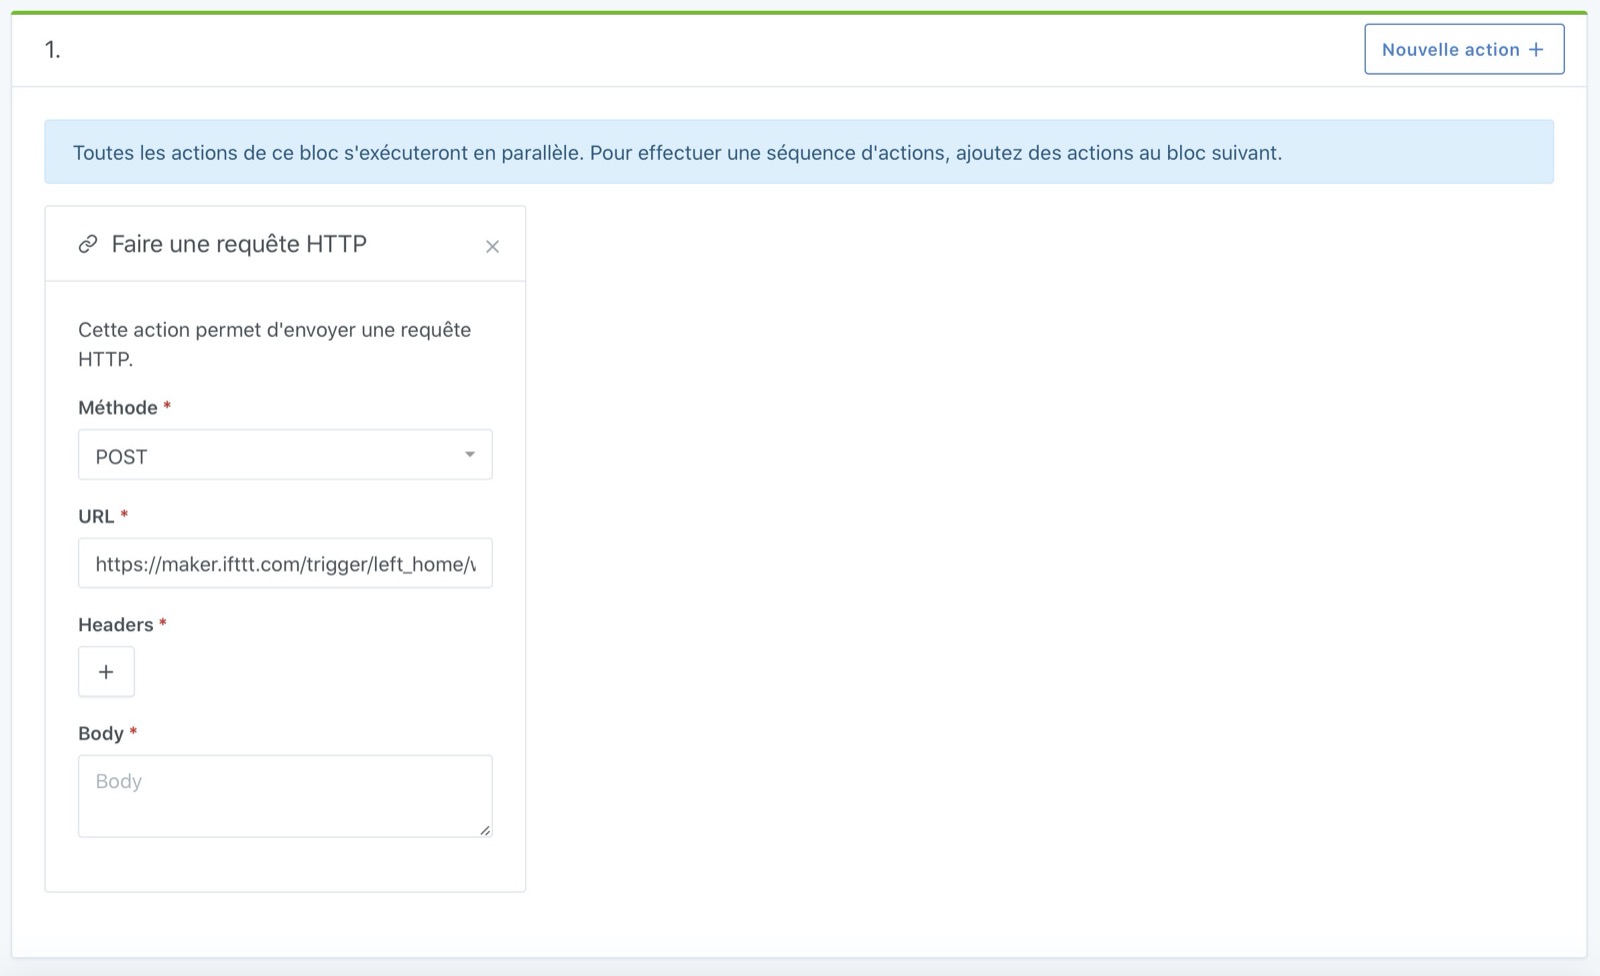 1.
Nouvelle action +
Toutes les actions de ce bloc s'exécuteront en parallèle. Pour effectuer une séquence d'actions, ajoutez des actions au bloc suivant.
Faire une requête HTTP
Cette action permet d'envoyer une requête
HTTP.
Méthode *
POST
URL *
https://maker.ifttt.com/trigger/left_home/
Headers *
+
Body *
Body